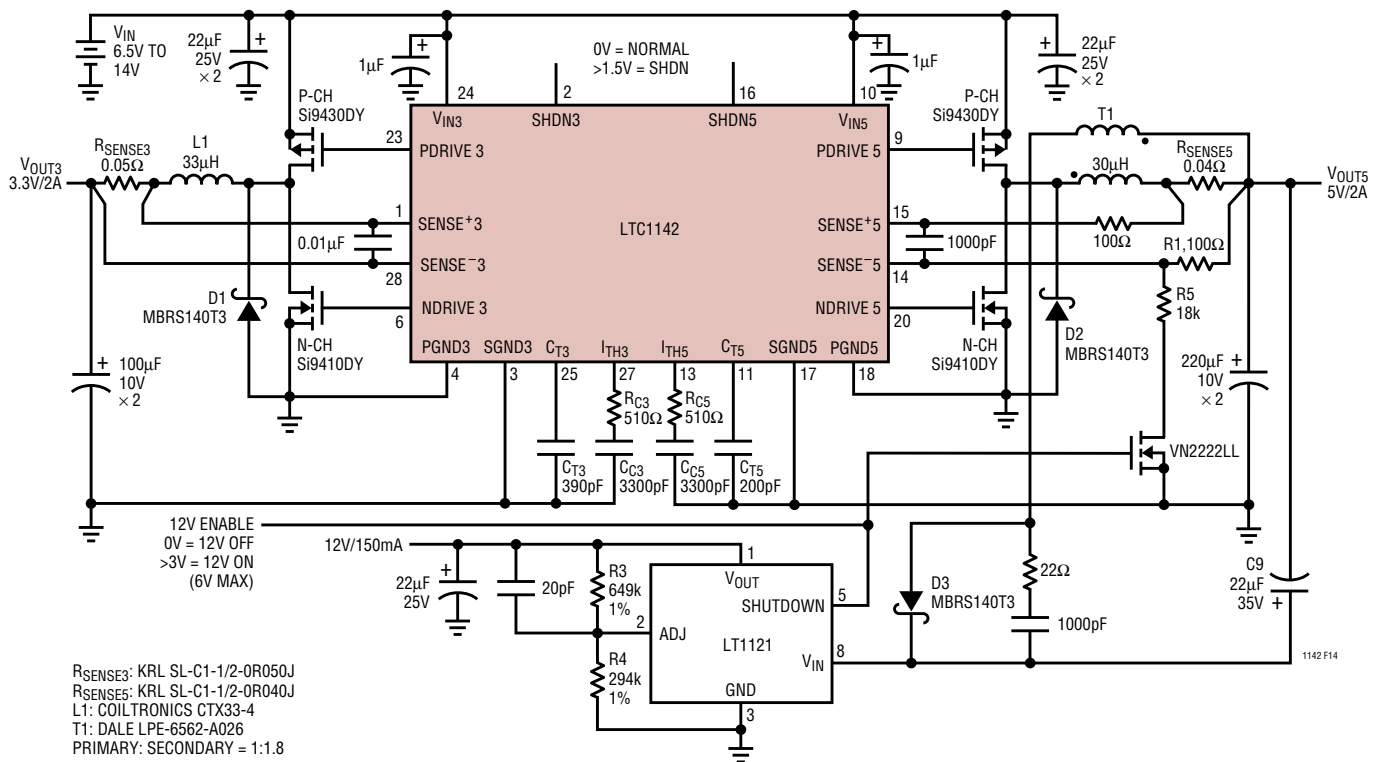 VIN
6.5V TO
14V
22µF
25V
× 2
+
1µF
+
24
VIN3
0V = NORMAL
>1.5V = SHDN
2
SHDN3
16
SHDN5
10
VIN5
+
1µF
+
22µF
25V
× 2
P-CH
Si9430DY
23
PDRIVE 3
9
PDRIVE 5
P-CH
Si9430DY
T1
RSENSE3
0.05Ω
L1
33µH
VOUT3
3.3V/2A
30µH
RSENSE5
0.04Ω
VOUT5
5V/2A
1
SENSE+3
0.01µF
SENSE–3
28
LTC1142
15
SENSE+5
1000pF
SENSE–5
14
100Ω
R1,100Ω
D1
MBRS140T3
NDRIVE 3
6
N-CH
Si9410DY
NDRIVE 5
20
N-CH
Si9410DY
D2
MBRS140T3
R5
18k
PGND3
4
SGND3
3
CT3
25
ITH3
27
ITH5
13
CT5
11
SGND5
17
PGND5
18
+
100µF
10V
× 2
220µF
10V
× 2
+
RC3
510Ω
RC5
510Ω
CT3
390pF
CC3
3300pF
CC5
3300pF
CT5
200pF
VN2222LL
12V ENABLE
0V = 12V OFF
>3V = 12V ON
(6V MAX)
12V/150mA
+
22µF
25V
20pF
R3
649k
1%
R4
294k
1%
1
VOUT
SHUTDOWN
5
2
ADJ
LT1121
VIN
8
GND
3
D3
MBRS140T3
22Ω
1000pF
C9
22µF
35V
+
1142 F14
RSENSE3: KRL SL-C1-1/2-0R050J
RSENSE5: KRL SL-C1-1/2-0R040J
L1: COILTRONICS CTX33-4
T1: DALE LPE-6562-A026
PRIMARY: SECONDARY = 1:1.8